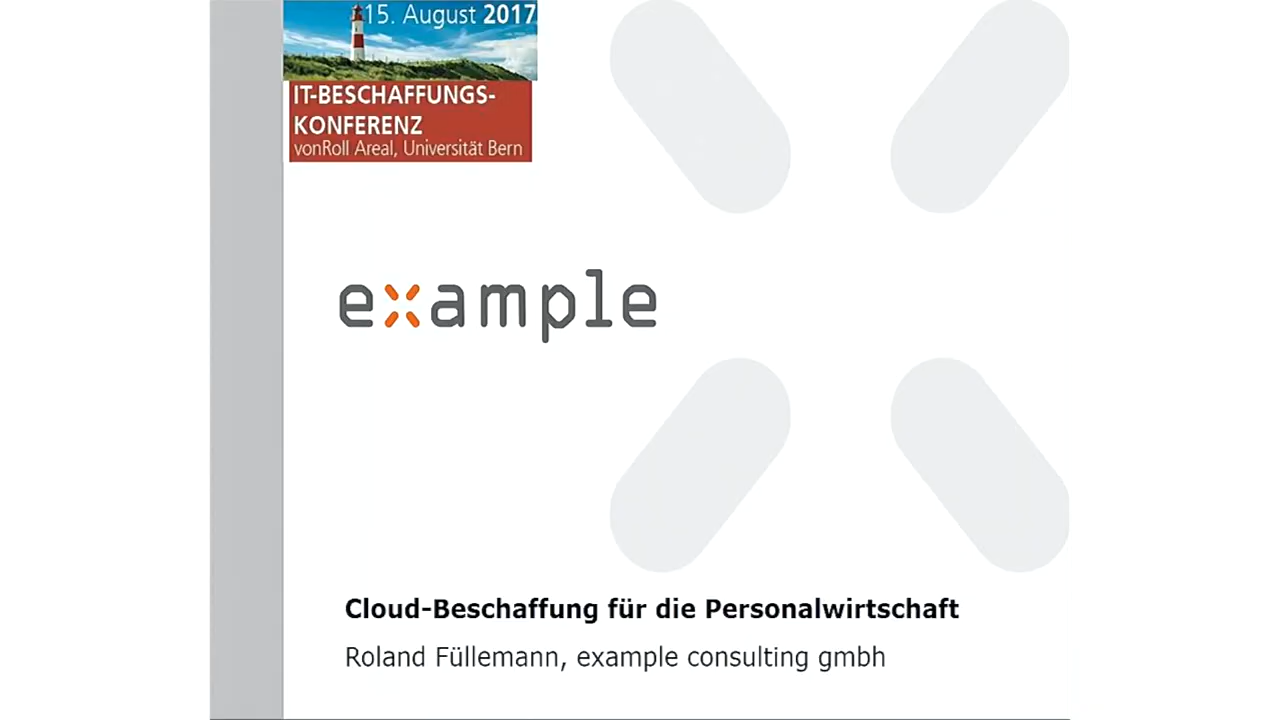 15. August 2017
IT-BESCHAFFUNGS-
KONFERENZ
vonRoll Areal, Universität Bern
example
Cloud-Beschaffung für die Personalwirtschaft
Roland Füllemann, example consulting gmbh